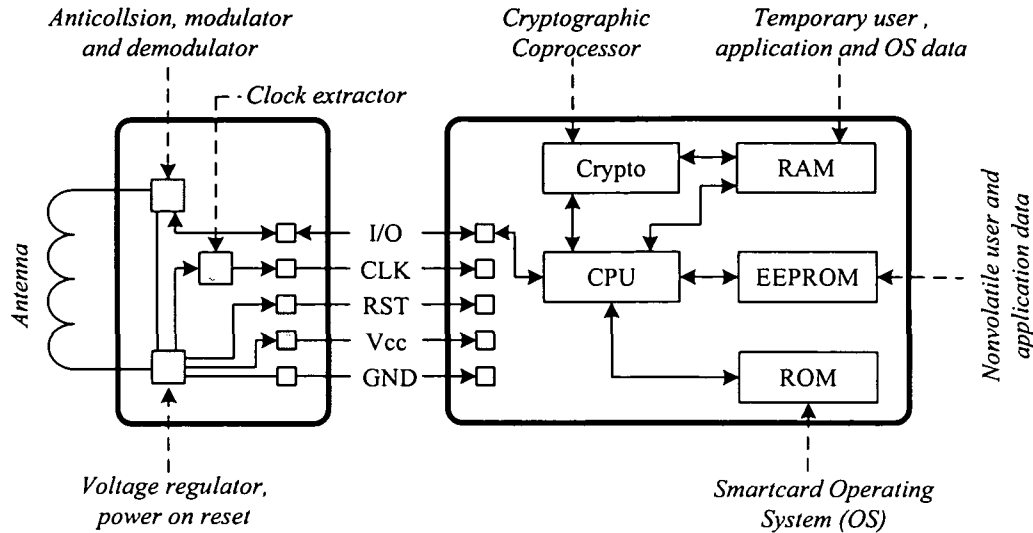 Anticollsion, modulator
and demodulator
Cryptographic
Coprocessor
Temporary user ,
application and OS data
Clock extractor
Crypto
RAM
I/O
CLK
CPU
EEPROM
RST
Vcc
GND
ROM
Antenna
Nonvolatile user and
application data
Voltage regulator,
power on reset
Smartcard Operating
System (OS)